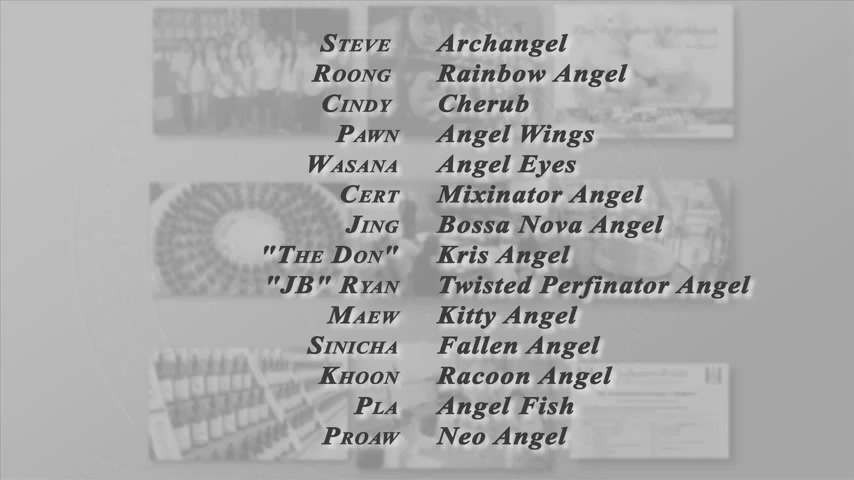 STEVE Archangel
ROONG Rainbow Angel
CINDY Cherub
PAWN Angel Wings
WASANA Angel Eyes
CERT Mixinator Angel
JING Bossa Nova Angel
"THE DON" Kris Angel
"JB" RYAN Twisted Perfinator Angel
MAEW Kitty Angel
SINICHA Fallen Angel
KHOON Racoon Angel
PLA Angel Fish
PROAW Neo Angel